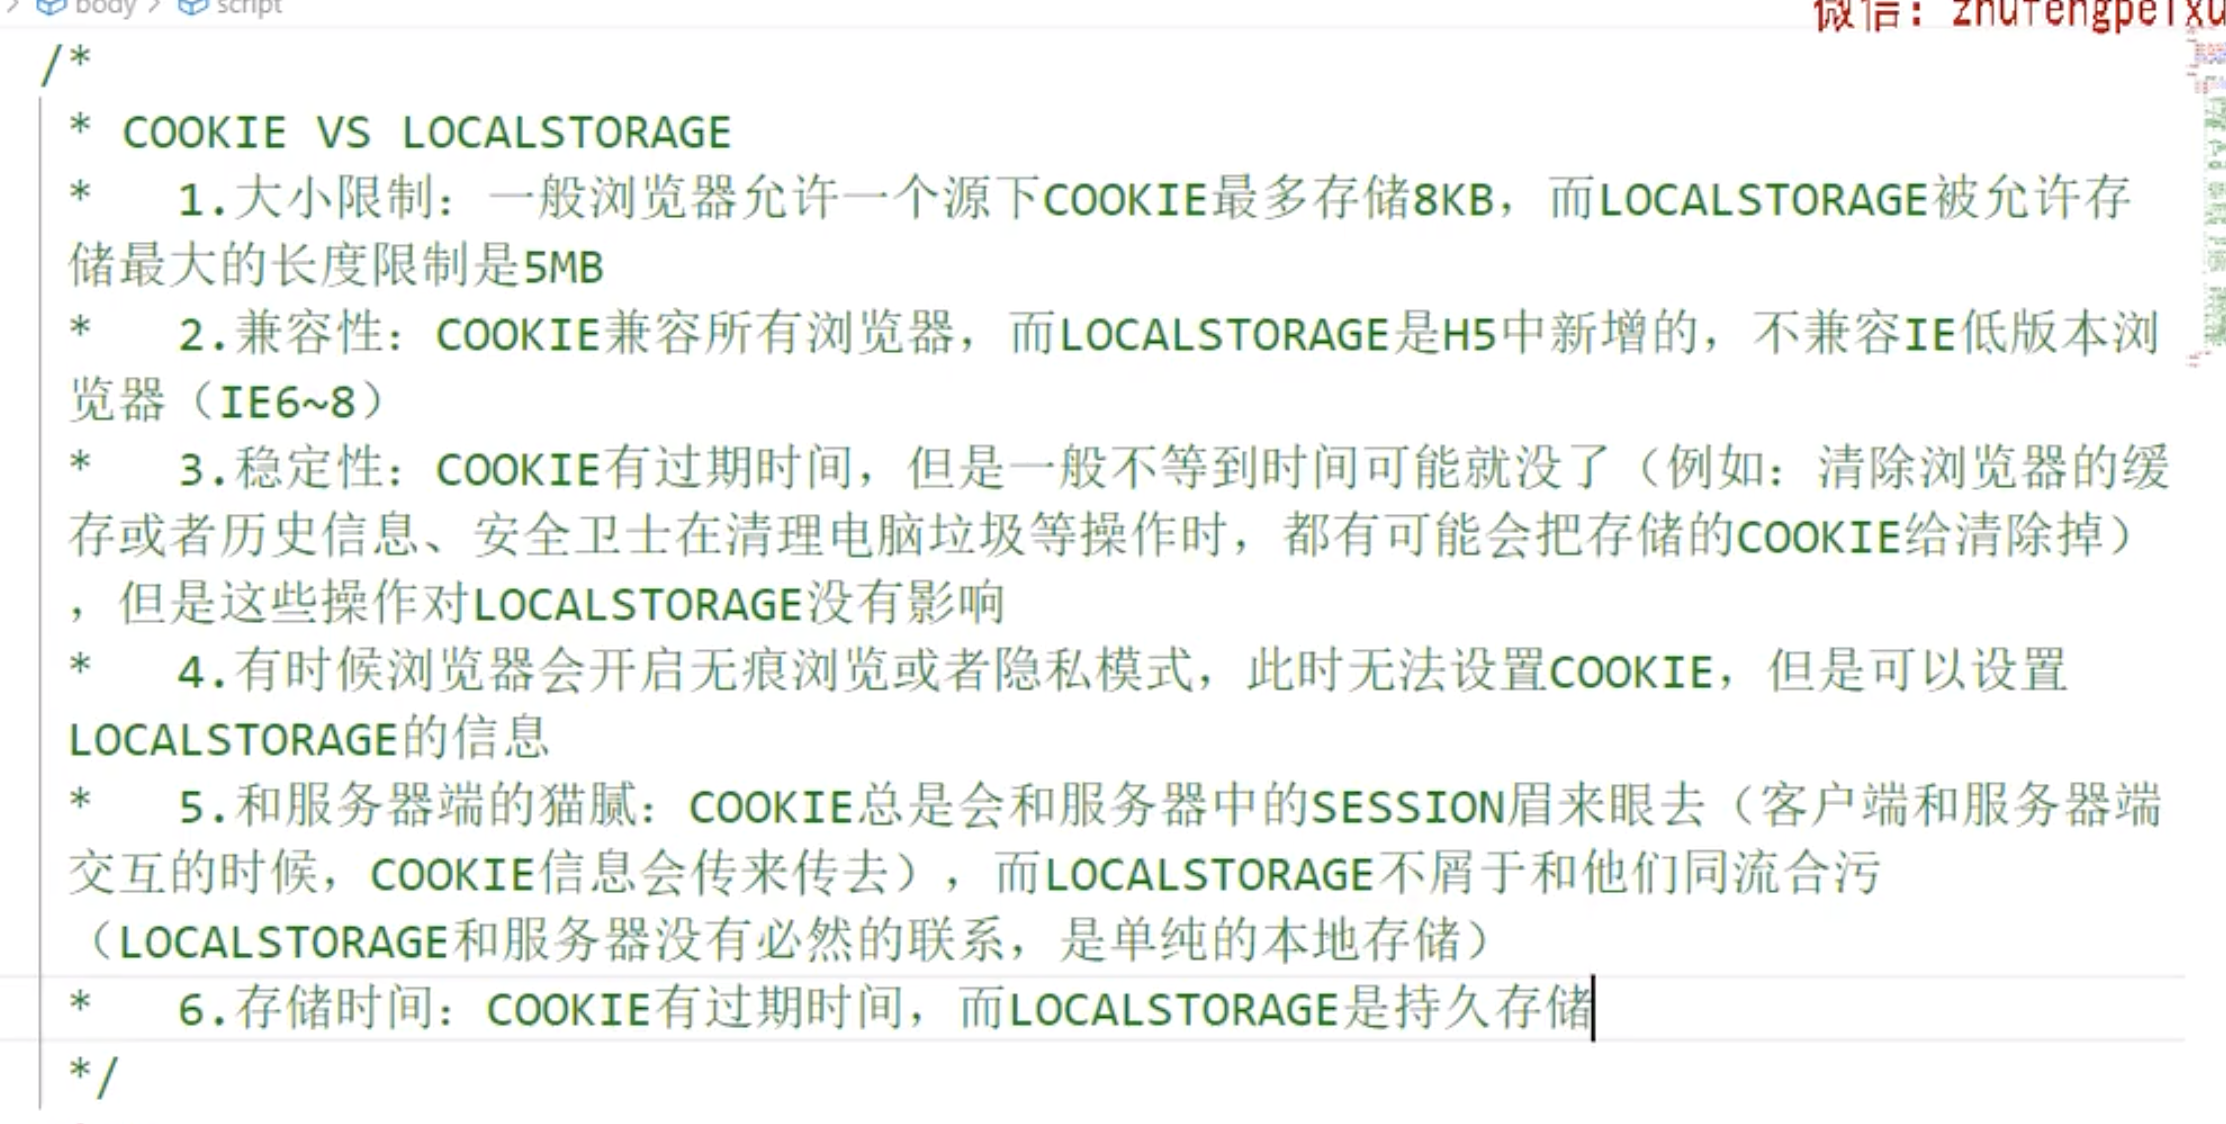 body > script
微信：zhufengpeixu
/*
* COOKIE VS LOCALSTORAGE
* 1.大小限制：一般浏览器允许一个源下COOKIE最多存储8KB，而LOCALSTORAGE被允许存
储最大的长度限制是5MB
* 2.兼容性：COOKIE兼容所有浏览器，而LOCALSTORAGE是H5中新增的，不兼容IE低版本浏
览器（IE6~8）
* 3.稳定性：COOKIE有过期时间，但是一般不等到时间可能就没了（例如：清除浏览器的缓
存或者历史信息、安全卫士在清理电脑垃圾等操作时，都有可能会把存储的COOKIE给清除掉）
，但是这些操作对LOCALSTORAGE没有影响
* 4.有时候浏览器会开启无痕浏览或者隐私模式，此时无法设置COOKIE，但是可以设置
LOCALSTORAGE的信息
* 5.和服务器端的猫腻：COOKIE总是会和服务器中的SESSION眉来眼去（客户端和服务器端
交互的时候，COOKIE信息会传来传去），而LOCALSTORAGE不屑于和他们同流合污
（LOCALSTORAGE和服务器没有必然的联系，是单纯的本地存储）
* 6.存储时间：COOKIE有过期时间，而LOCALSTORAGE是持久存储
*/